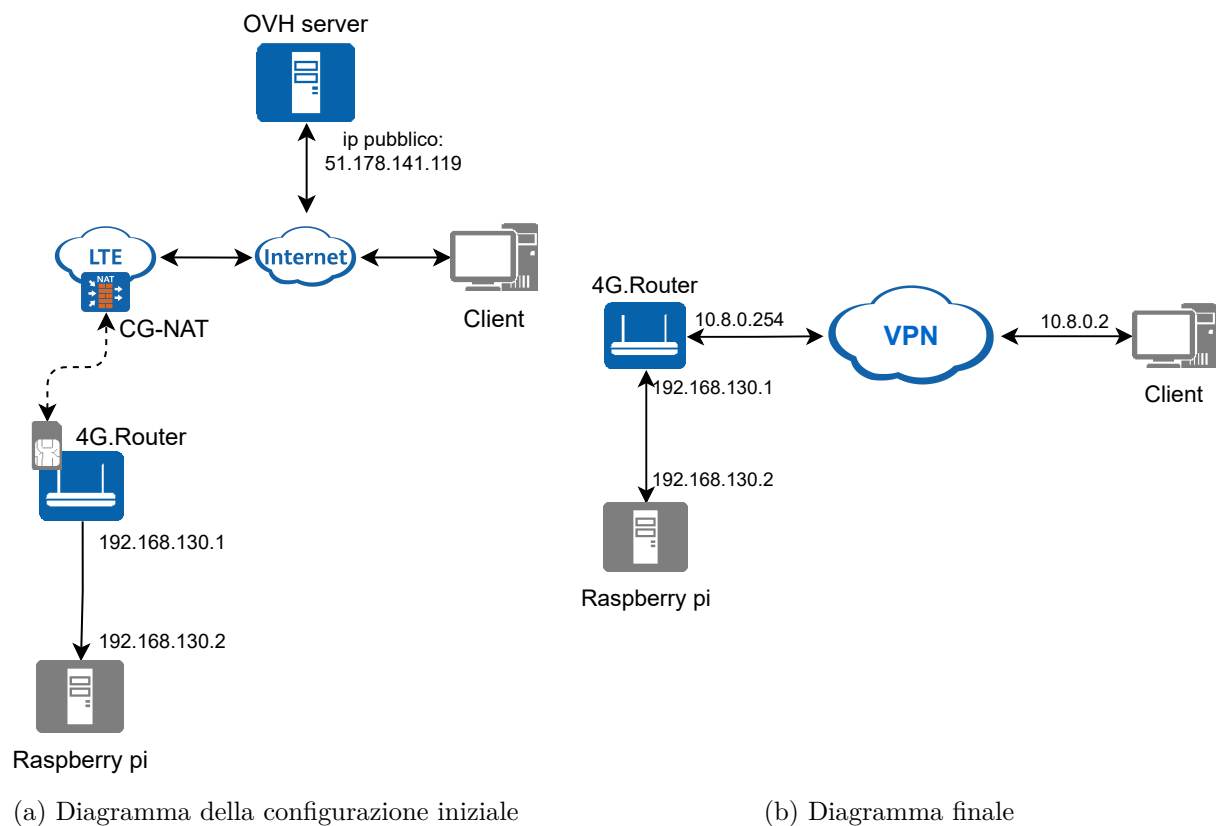 OVH server
ip pubblico:
51.178.141.119
LTE
NAT
CG-NAT
Internet
Client
4G.Router
192.168.130.1
192.168.130.2
Raspberry pi
(a) Diagramma della configurazione iniziale
4G.Router
10.8.0.254
VPN
10.8.0.2
Client
192.168.130.1
192.168.130.2
Raspberry pi
(b) Diagramma finale